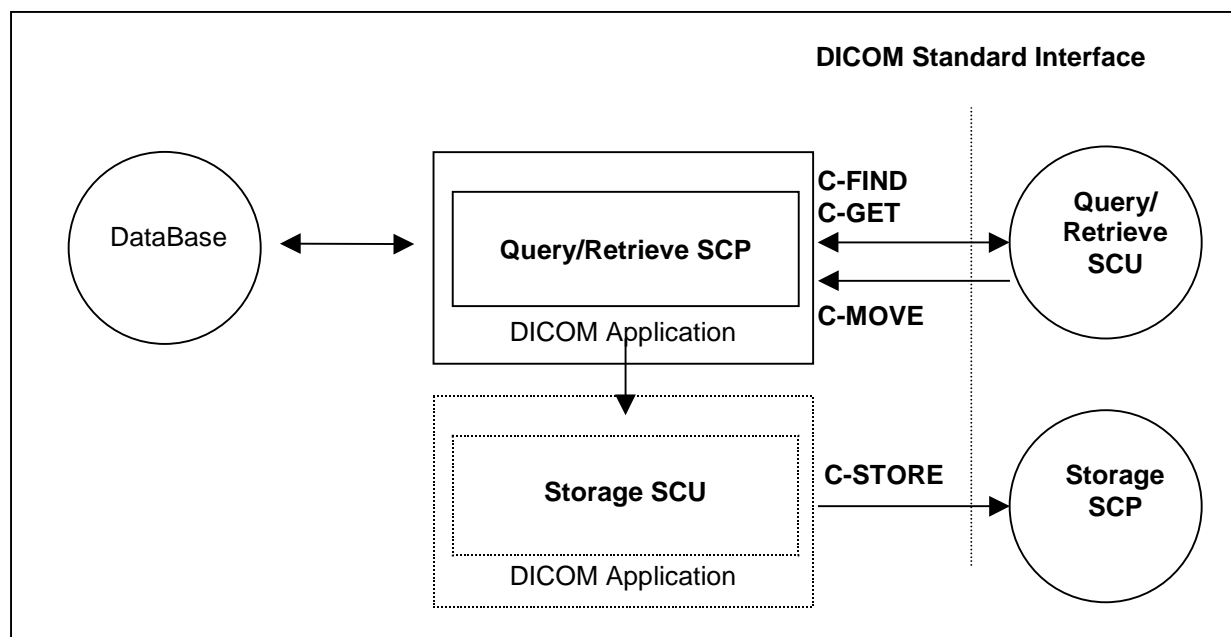 DICOM Standard Interface
DataBase
Query/Retrieve SCP
DICOM Application
C-FIND
C-GET
C-MOVE
Query/
Retrieve
SCU
Storage SCU
DICOM Application
C-STORE
Storage
SCP